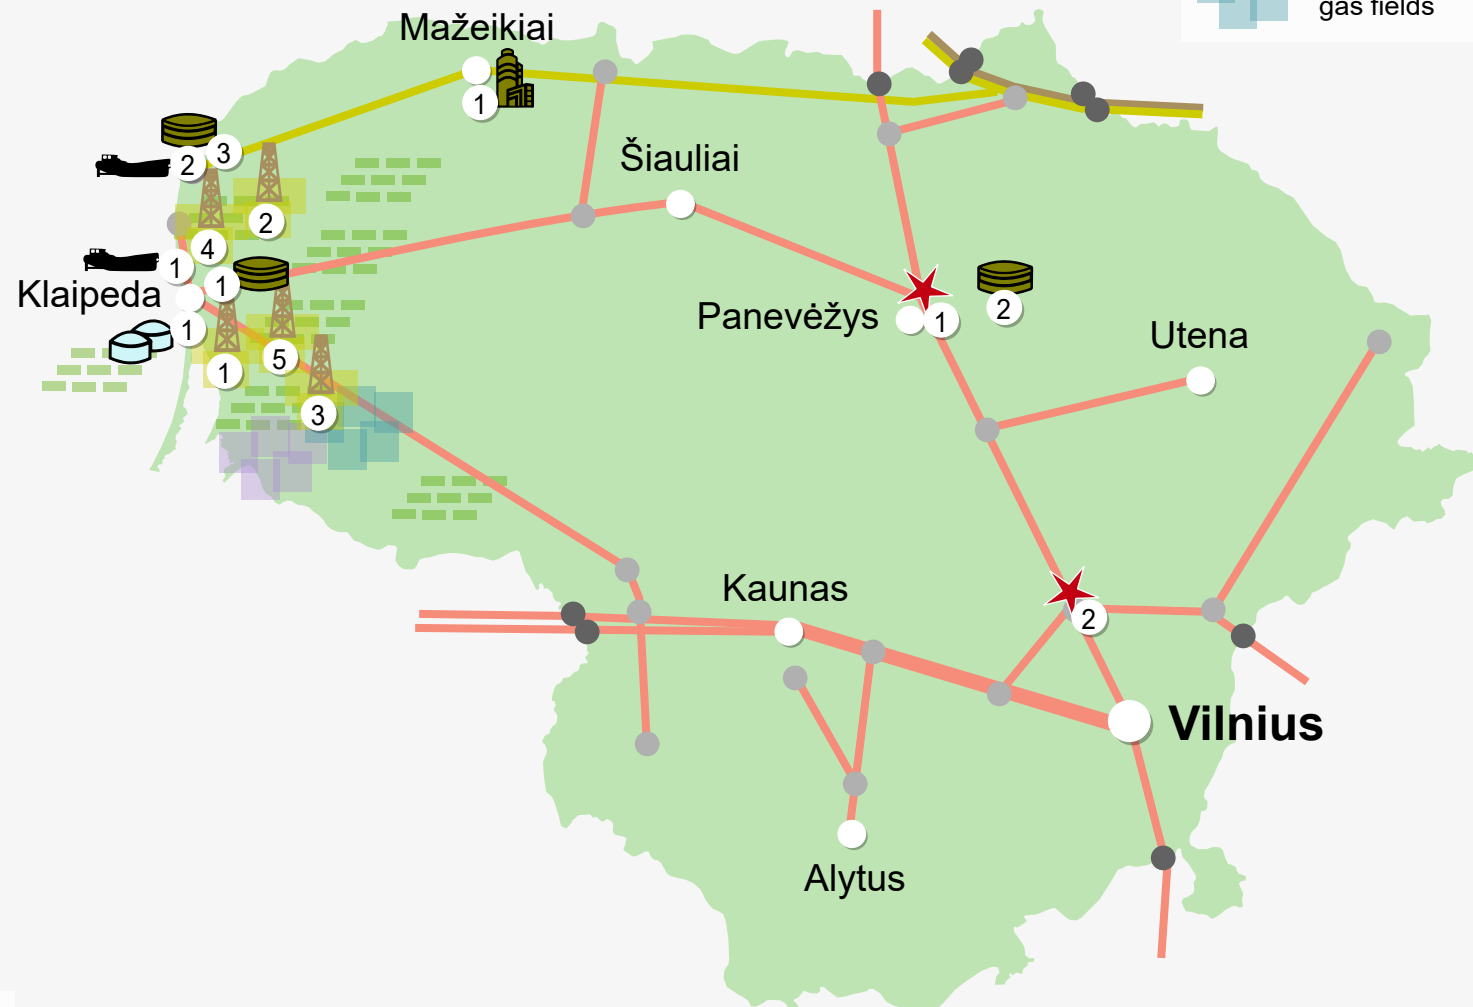 gas fields
Mažeikiai
1
3
2
Šiauliai
2
4
1
1
Klaipeda
1
Panevėžys
1
2
Utena
5
1
3
Kaunas
2
Vilnius
Alytus